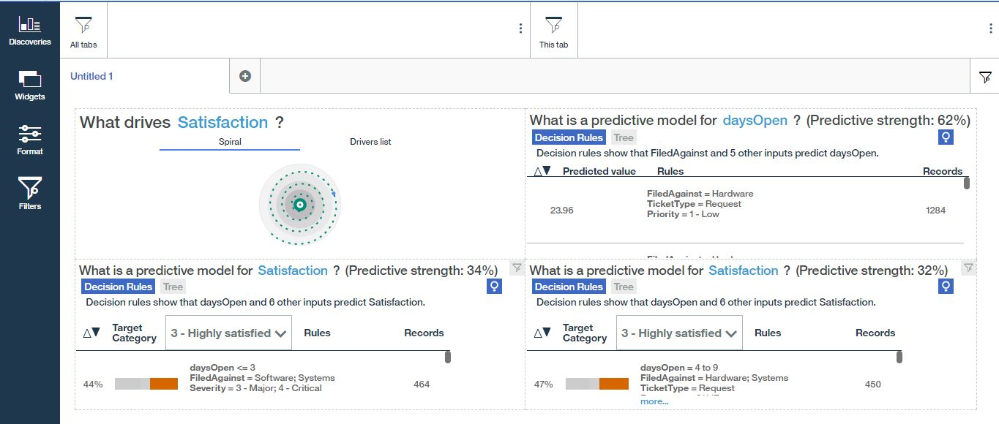 Discoveries
Widgets
Format
Filters
All tabs
This tab
Untitled 1
What drives Satisfaction ?
Spiral
Drivers list
What is a predictive model for daysOpen ? (Predictive strength: 62%)
Decision Rules Tree
Decision rules show that FiledAgainst and 5 other inputs predict daysOpen.
Predicted value Rules Records
FiledAgainst = Hardware
TicketType = Request
Priority = 1 - Low
23.96
1284
What is a predictive model for Satisfaction ? (Predictive strength: 34%)
Decision Rules Tree
Decision rules show that daysOpen and 6 other inputs predict Satisfaction.
Target Category 3 - Highly satisfied Rules Records
44%
daysOpen <= 3
FiledAgainst = Software; Systems
Severity = 3 - Major; 4 - Critical
464
What is a predictive model for Satisfaction ? (Predictive strength: 32%)
Decision Rules Tree
Decision rules show that daysOpen and 6 other inputs predict Satisfaction.
Target Category 3 - Highly satisfied Rules Records
47%
daysOpen = 4 to 9
FiledAgainst = Hardware; Systems
TicketType = Request
more...
450